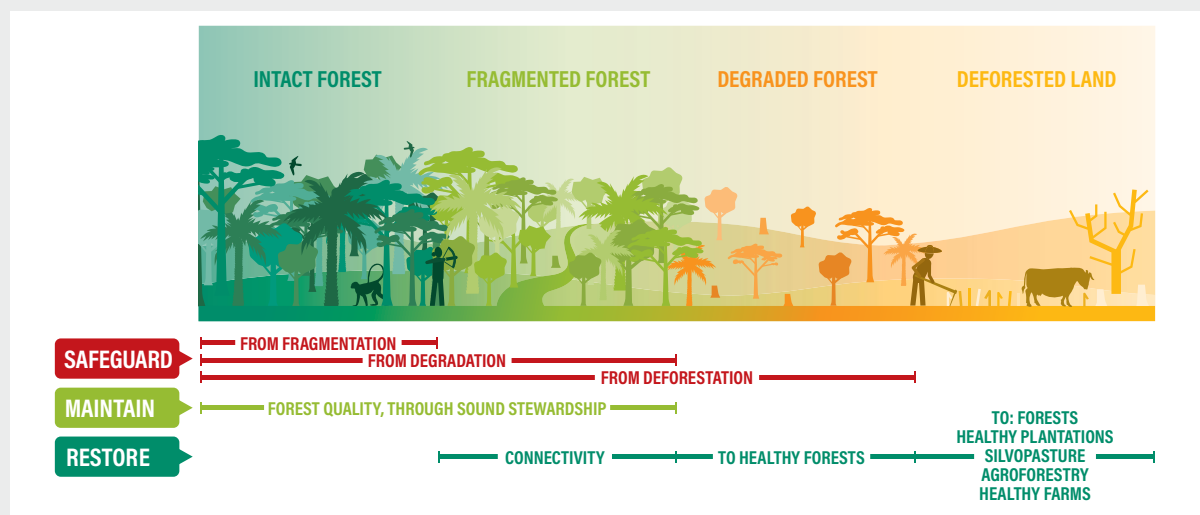 INTACT FOREST
FRAGMENTED FOREST
DEGRADED FOREST
DEFORESTED LAND
SAFEGUARD
FROM FRAGMENTATION
FROM DEGRADATION
FROM DEFORESTATION
MAINTAIN
FOREST QUALITY, THROUGH SOUND STEWARDSHIP
RESTORE
CONNECTIVITY
TO HEALTHY FORESTS
TO: FORESTS
HEALTHY PLANTATIONS
SILVOPASTURE
AGROFORESTRY
HEALTHY FARMS